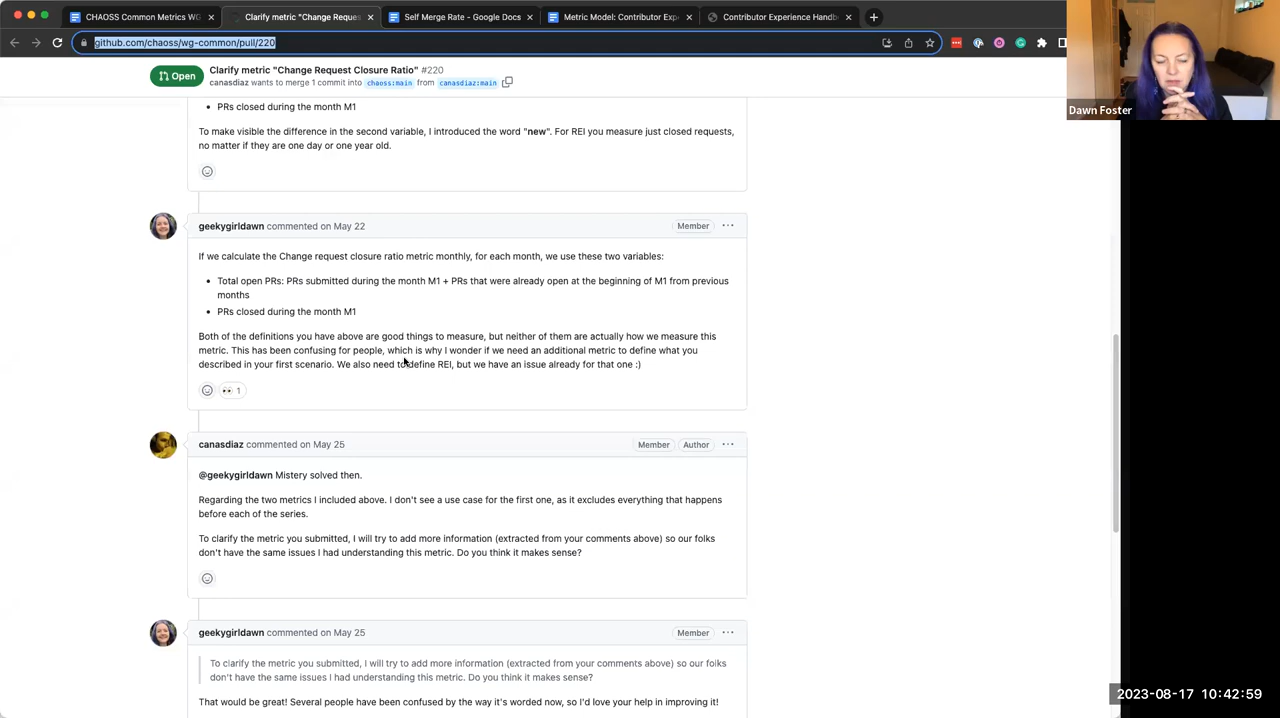 CHAOSS Common Metrics WG
Clarify metric "Change Reques
Self Merge Rate - Google Docs
Metric Model: Contributor Exp
Contributor Experience Handb
github.com/chaoss/wg-common/pull/220
Dawn Foster
Open
Clarify metric "Change Request Closure Ratio" #220
canasdiaz wants to merge 1 commit into chaoss:main from canasdiaz:main
• PRs closed during the month M1
To make visible the difference in the second variable, I introduced the word "new". For REI you measure just closed requests,
no matter if they are one day or one year old.
geekygirldawn commented on May 22
Member
If we calculate the Change request closure ratio metric monthly, for each month, we use these two variables:
• Total open PRs: PRs submitted during the month M1 + PRs that were already open at the beginning of M1 from previous
months
• PRs closed during the month M1
Both of the definitions you have above are good things to measure, but neither of them are actually how we measure this
metric. This has been confusing for people, which is why I wonder if we need an additional metric to define what you
described in your first scenario. We also need to define REI, but we have an issue already for that one :)
👀 1
canasdiaz commented on May 25
Member Author
@geekygirldawn Mistery solved then.
Regarding the two metrics I included above. I don't see a use case for the first one, as it excludes everything that happens
before each of the series.
To clarify the metric you submitted, I will try to add more information (extracted from your comments above) so our folks
don't have the same issues I had understanding this metric. Do you think it makes sense?
geekygirldawn commented on May 25
Member
To clarify the metric you submitted, I will try to add more information (extracted from your comments above) so our folks
don't have the same issues I had understanding this metric. Do you think it makes sense?
That would be great! Several people have been confused by the way it's worded now, so I'd love your help in improving it!
2023-08-17 10:42:59